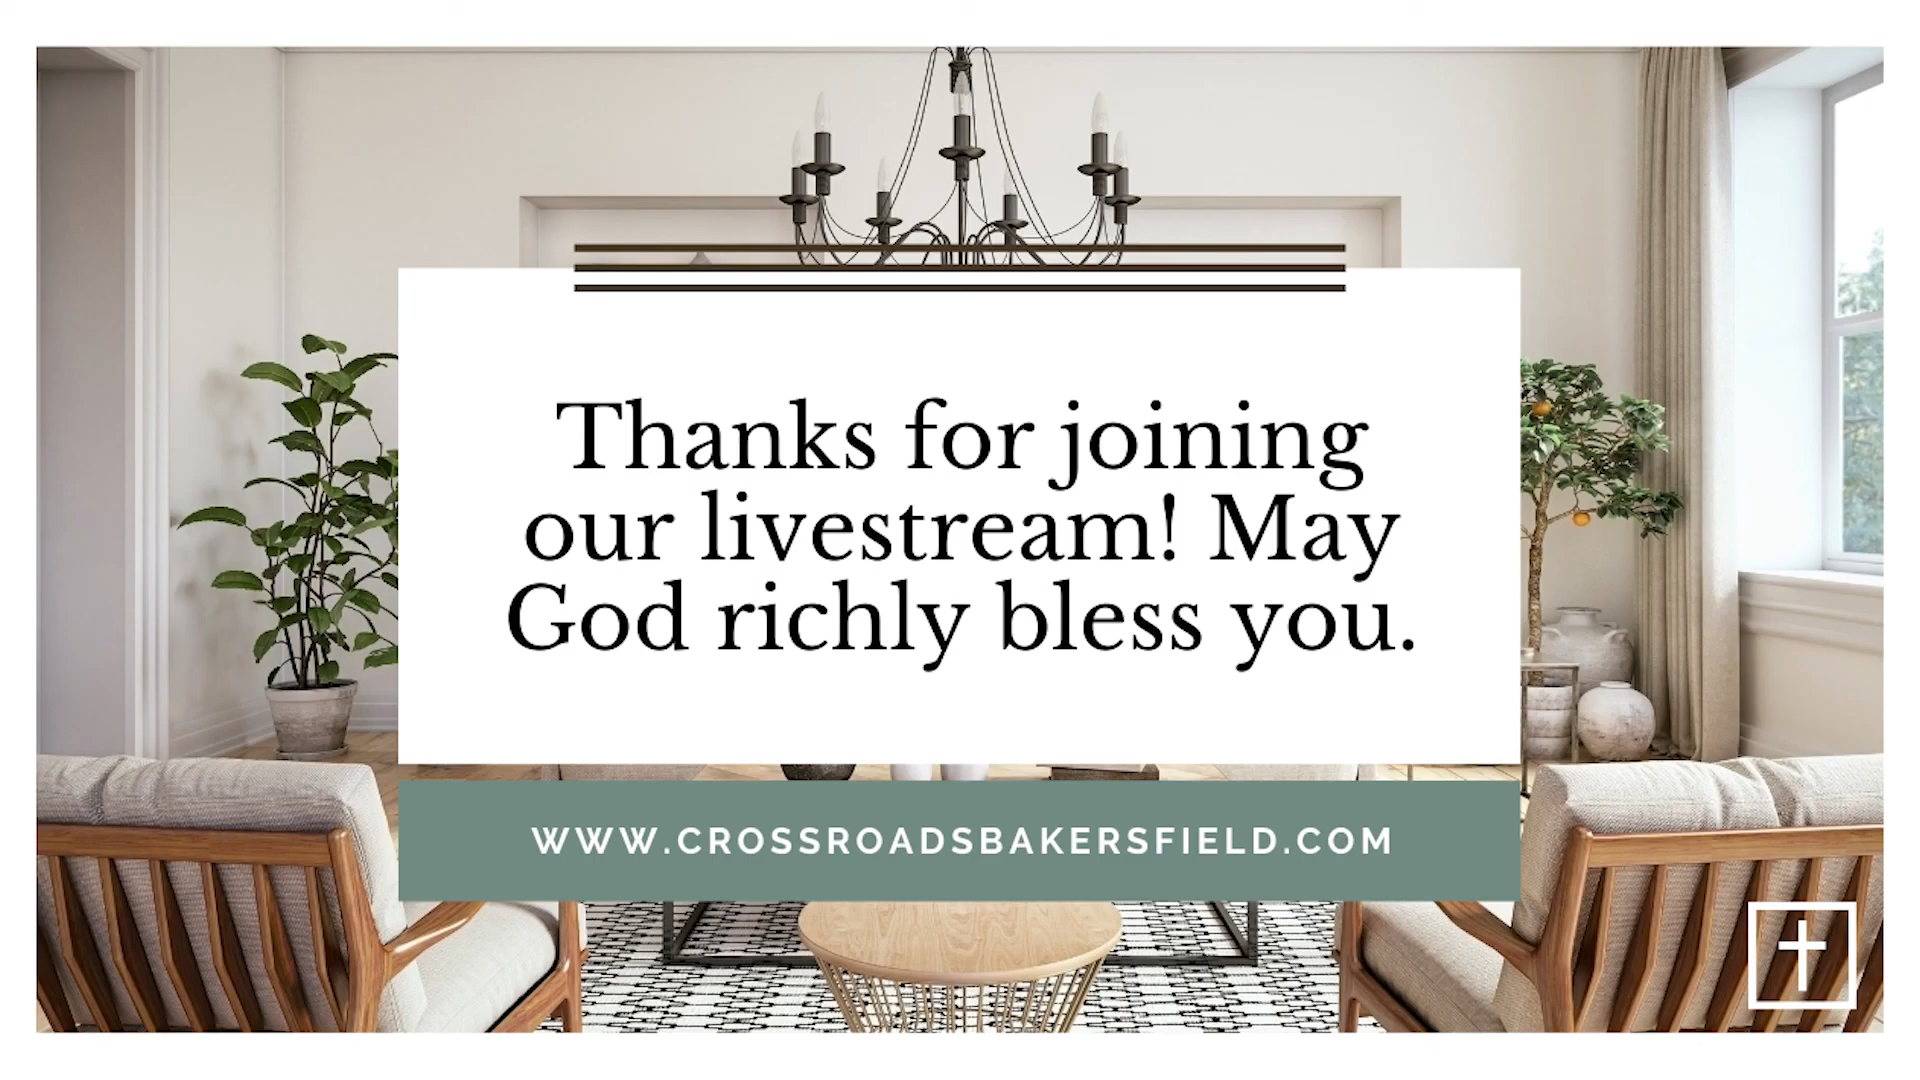 Thanks for joining
our livestream! May
God richly bless you.
WWW.CROSSROADSBAKERSFIELD.COM